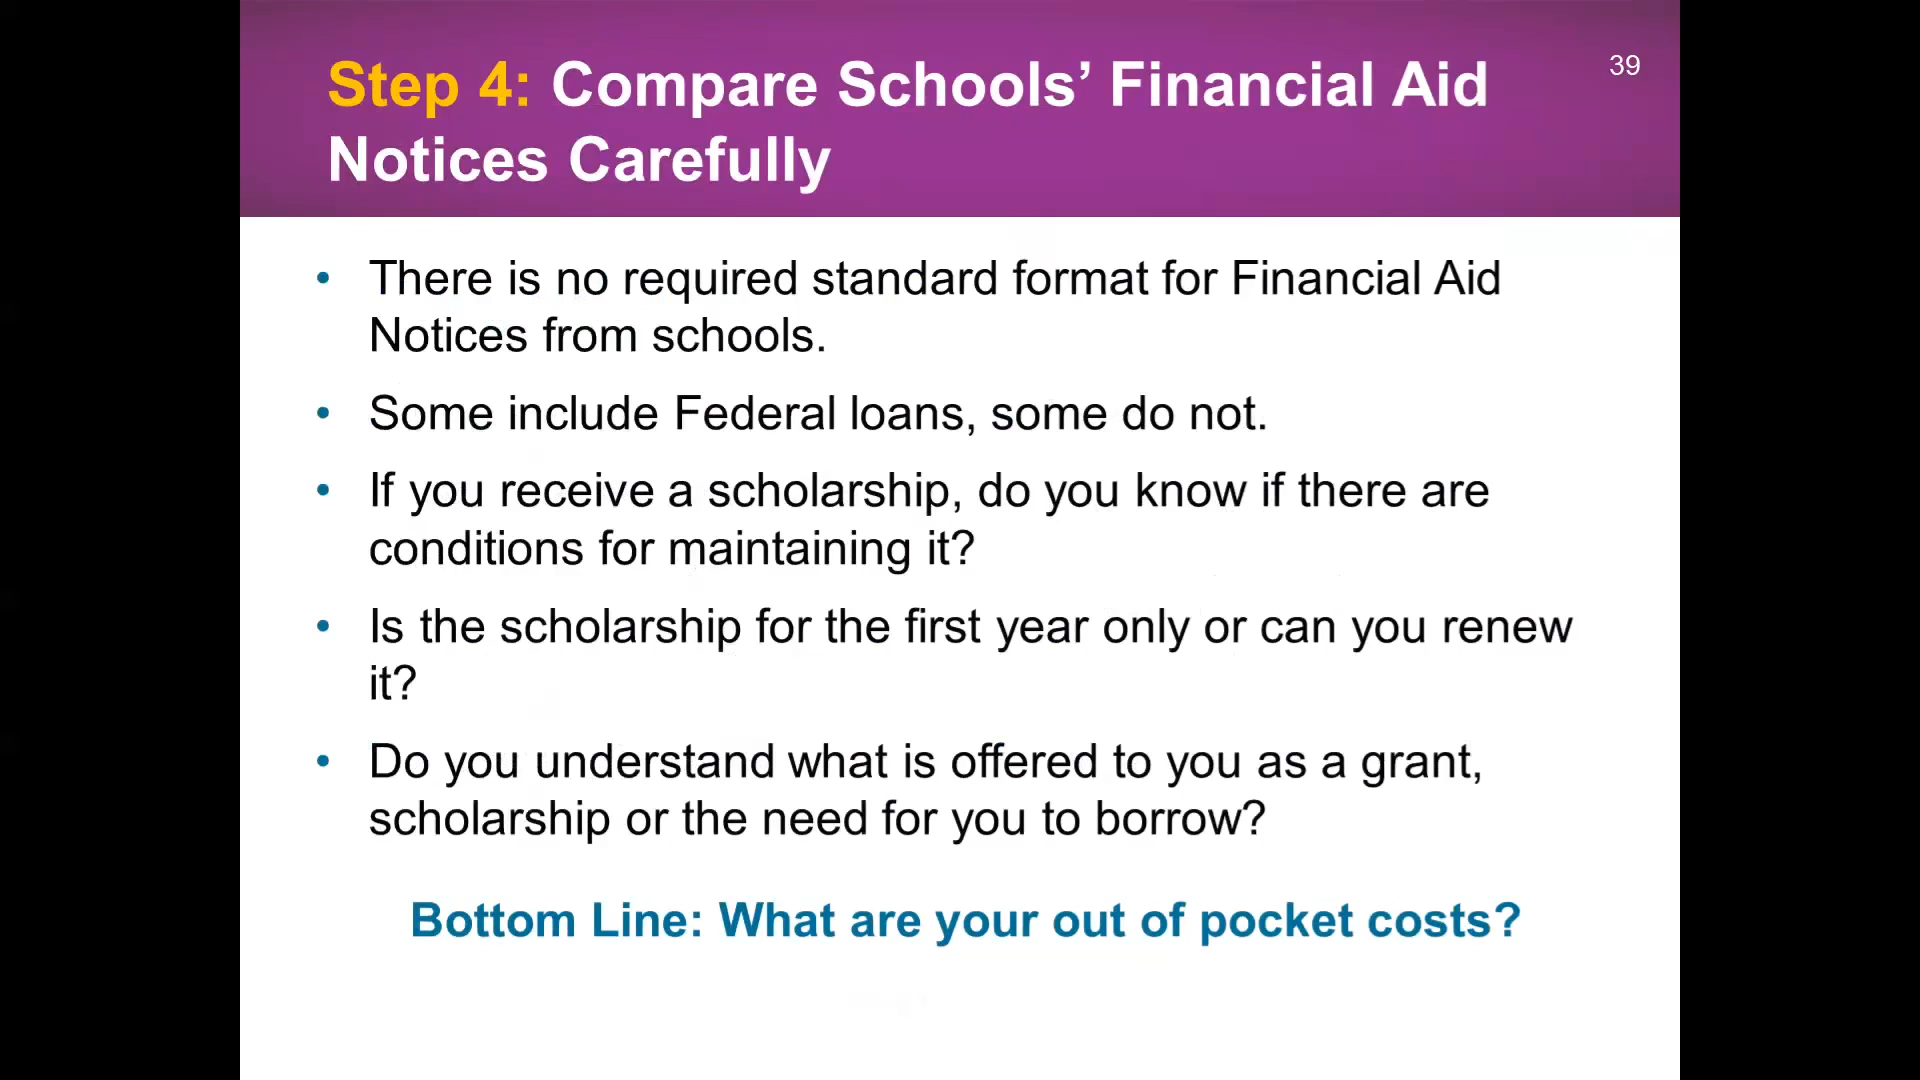 39
Step 4: Compare Schools’ Financial Aid
Notices Carefully
• There is no required standard format for Financial Aid
Notices from schools.
• Some include Federal loans, some do not.
• If you receive a scholarship, do you know if there are
conditions for maintaining it?
• Is the scholarship for the first year only or can you renew
it?
• Do you understand what is offered to you as a grant,
scholarship or the need for you to borrow?
Bottom Line: What are your out of pocket costs?